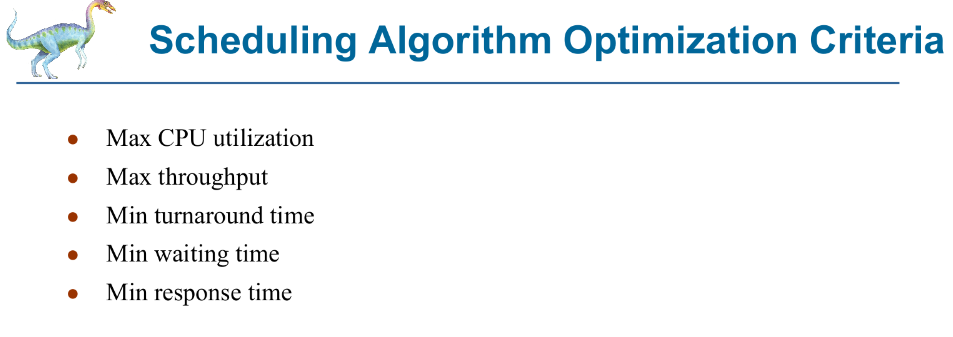 Scheduling Algorithm Optimization Criteria
● Max CPU utilization
● Max throughput
● Min turnaround time
● Min waiting time
● Min response time